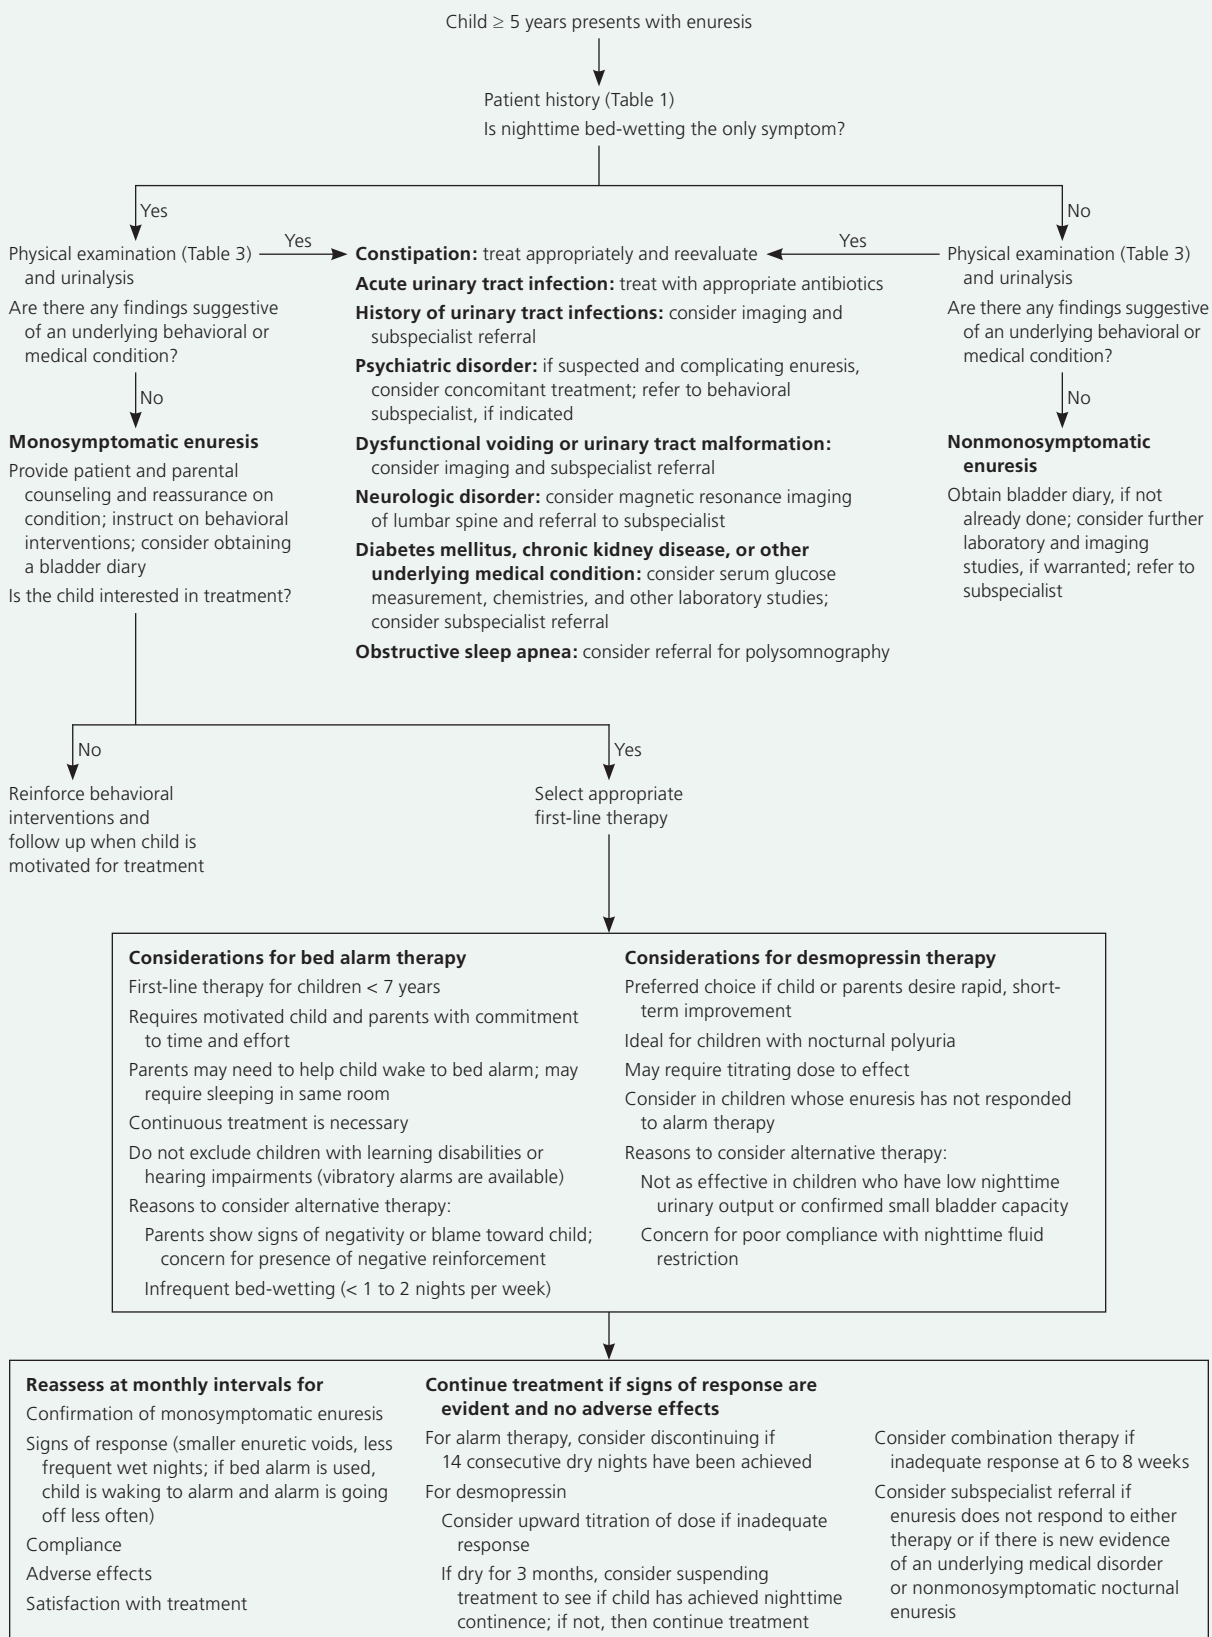 Child ≥ 5 years presents with enuresis
Patient history (Table 1)
Is nighttime bed-wetting the only symptom?
Yes
No
Physical examination (Table 3)
and urinalysis
Are there any findings suggestive
of an underlying behavioral or
medical condition?
Yes
No
Monosymptomatic enuresis
Provide patient and parental
counseling and reassurance on
condition; instruct on behavioral
interventions; consider obtaining
a bladder diary
Is the child interested in treatment?
Constipation: treat appropriately and reevaluate
Acute urinary tract infection: treat with appropriate antibiotics
History of urinary tract infections: consider imaging and
subspecialist referral
Psychiatric disorder: if suspected and complicating enuresis,
consider concomitant treatment; refer to behavioral
subspecialist, if indicated
Dysfunctional voiding or urinary tract malformation:
consider imaging and subspecialist referral
Neurologic disorder: consider magnetic resonance imaging
of lumbar spine and referral to subspecialist
Diabetes mellitus, chronic kidney disease, or other
underlying medical condition: consider serum glucose
measurement, chemistries, and other laboratory studies;
consider subspecialist referral
Obstructive sleep apnea: consider referral for polysomnography
Yes
Physical examination (Table 3)
and urinalysis
Are there any findings suggestive
of an underlying behavioral or
medical condition?
No
Nonmonosymptomatic
enuresis
Obtain bladder diary, if not
already done; consider further
laboratory and imaging
studies, if warranted; refer to
subspecialist
No
Yes
Reinforce behavioral
interventions and
follow up when child is
motivated for treatment
Select appropriate
first-line therapy
Considerations for bed alarm therapy
First-line therapy for children < 7 years
Requires motivated child and parents with commitment
to time and effort
Parents may need to help child wake to bed alarm; may
require sleeping in same room
Continuous treatment is necessary
Do not exclude children with learning disabilities or
hearing impairments (vibratory alarms are available)
Reasons to consider alternative therapy:
Parents show signs of negativity or blame toward child;
concern for presence of negative reinforcement
Infrequent bed-wetting (< 1 to 2 nights per week)
Considerations for desmopressin therapy
Preferred choice if child or parents desire rapid, short-
term improvement
Ideal for children with nocturnal polyuria
May require titrating dose to effect
Consider in children whose enuresis has not responded
to alarm therapy
Reasons to consider alternative therapy:
Not as effective in children who have low nighttime
urinary output or confirmed small bladder capacity
Concern for poor compliance with nighttime fluid
restriction
Reassess at monthly intervals for
Confirmation of monosymptomatic enuresis
Signs of response (smaller enuretic voids, less
frequent wet nights; if bed alarm is used,
child is waking to alarm and alarm is going
off less often)
Compliance
Adverse effects
Satisfaction with treatment
Continue treatment if signs of response are
evident and no adverse effects
For alarm therapy, consider discontinuing if
14 consecutive dry nights have been achieved
For desmopressin
Consider upward titration of dose if inadequate
response
If dry for 3 months, consider suspending
treatment to see if child has achieved nighttime
continence; if not, then continue treatment
Consider combination therapy if
inadequate response at 6 to 8 weeks
Consider subspecialist referral if
enuresis does not respond to either
therapy or if there is new evidence
of an underlying medical disorder
or nonmonosymptomatic nocturnal
enuresis